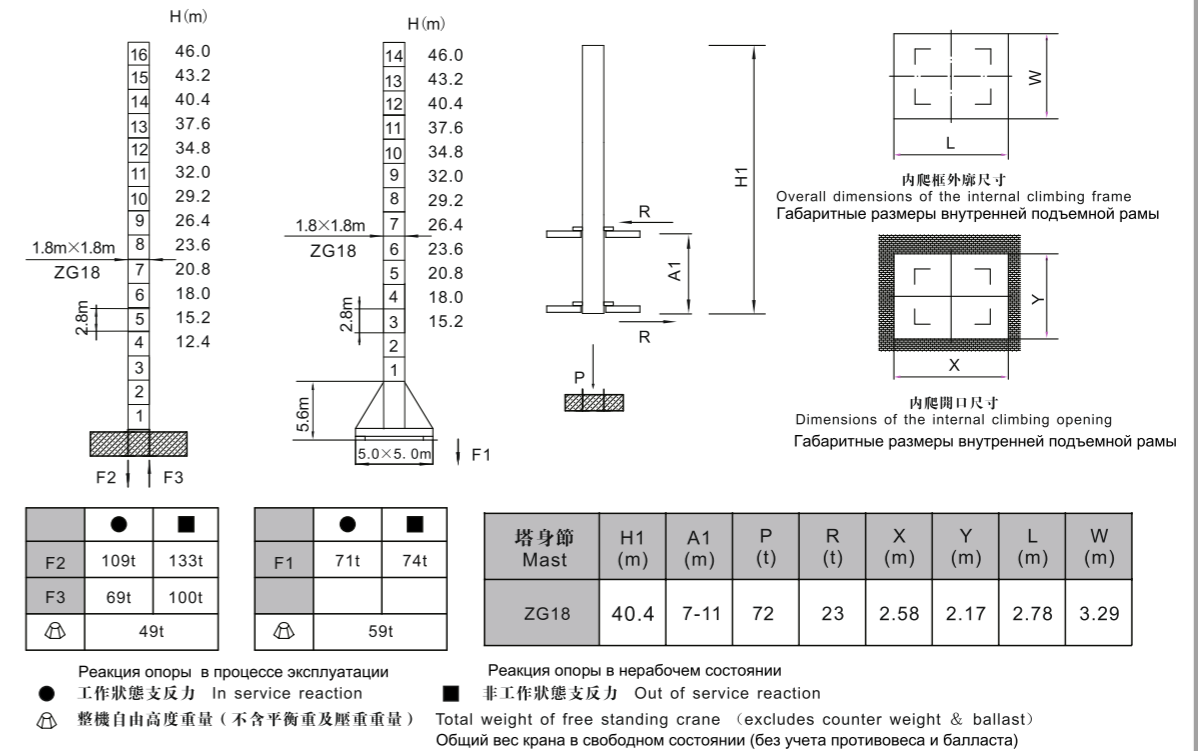 H(m)
16 46.0
15 43.2
14 40.4
13 37.6
12 34.8
11 32.0
10 29.2
9 26.4
8 23.6
7 20.8
6 18.0
5 15.2
4 12.4
3
2
1
1.8m×1.8m
ZG18
2.8m
F2 F3
H(m)
14 46.0
13 43.2
12 40.4
11 37.6
10 34.8
9 32.0
8 29.2
7 26.4
6 23.6
5 20.8
4 18.0
3 15.2
2
1
1.8×1.8m
ZG18
2.8m
5.6m
5.0×5.0m
F1
H1
R
A1
R
P
W
L
内爬框外廓尺寸
Overall dimensions of the internal climbing frame
Габаритные размеры внутренней подъемной рамы
Y
X
内爬開口尺寸
Dimensions of the internal climbing opening
Габаритные размеры внутренней подъемной рамы
F2 109t 133t
F3 69t 100t
49t
F1 71t 74t
59t
塔身節 H1 A1 P R X Y L W
Mast (m) (m) (t) (t) (m) (m) (m) (m)
ZG18 40.4 7-11 72 23 2.58 2.17 2.78 3.29
Реакция опоры в процессе эксплуатации
工作狀態支反力 In service reaction
Реакция опоры в нерабочем состоянии
非工作狀態支反力 Out of service reaction
整機自由高度重量(不含平衡重及壓重重量) Total weight of free standing crane (excludes counter weight & ballast)
Общий вес крана в свободном состоянии (без учета противовеса и балласта)